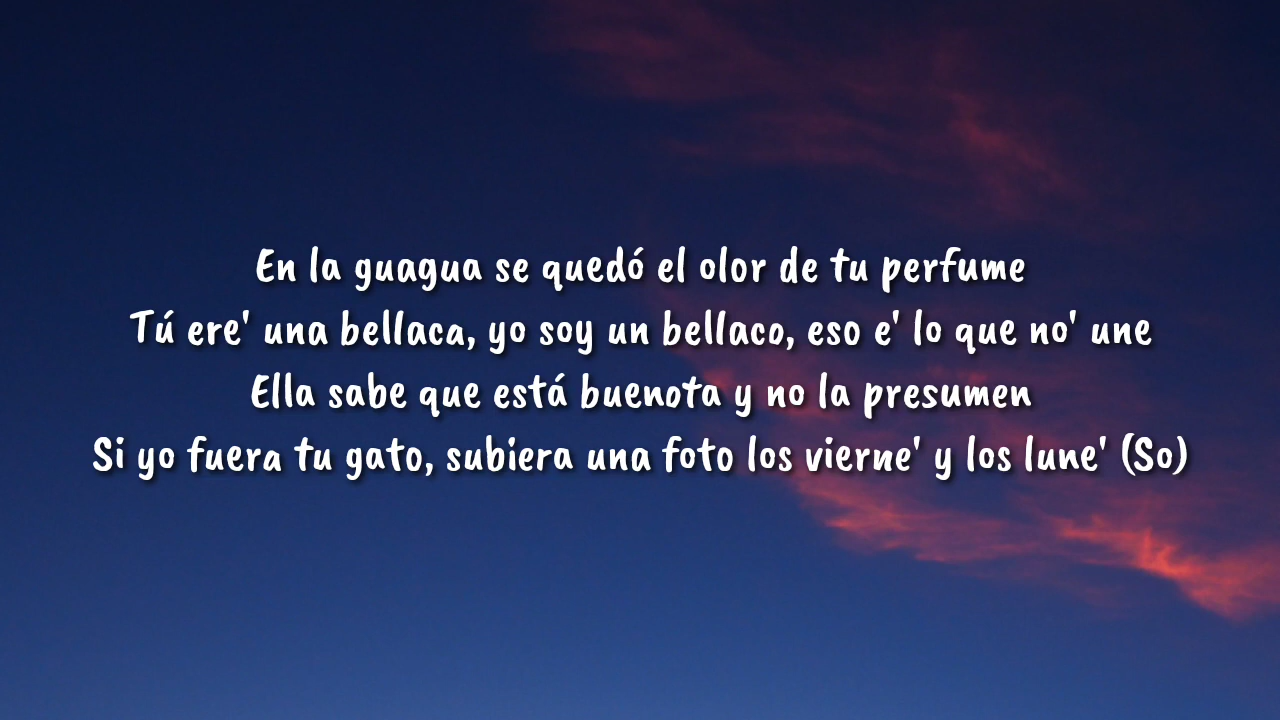 En la guagua se quedó el olor de tu perfume
Tú ere' una bellaca, yo soy un bellaco, eso e' lo que no' une
Ella sabe que está buenota y no la presumen
Si yo fuera tu gato, subiera una foto los vierne' y los lune' (So)